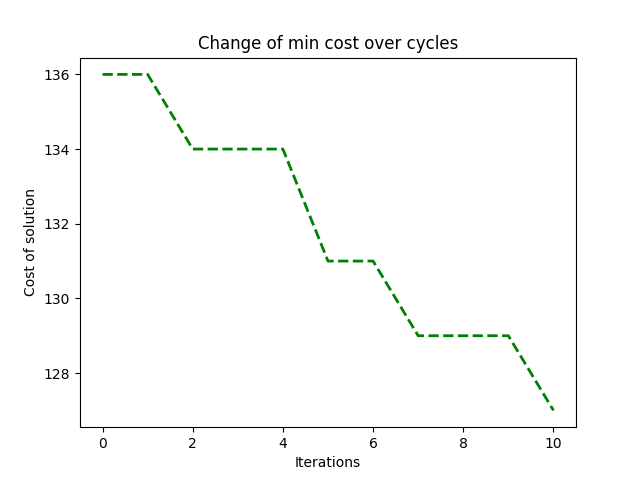 Change of min cost over cycles
136
134
132
130
128
Cost of solution
0 2 4 6 8 10
Iterations